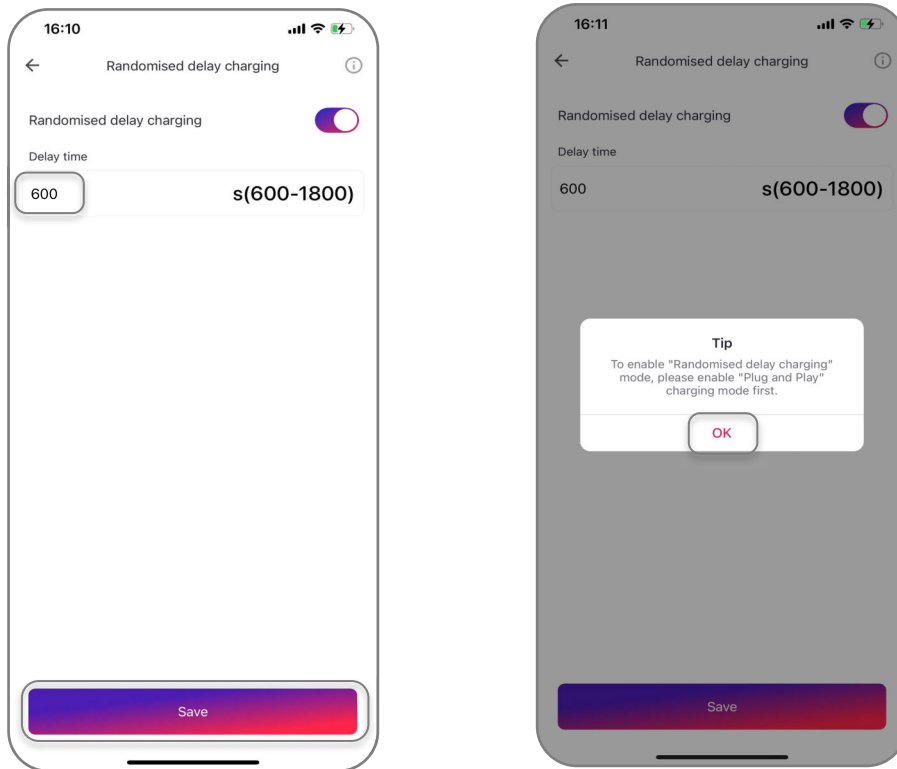 16:10
Randomised delay charging
Randomised delay charging
Delay time
600 s(600-1800)
Save
16:11
Randomised delay charging
Randomised delay charging
Delay time
600 s(600-1800)
Tip
To enable "Randomised delay charging"
mode, please enable "Plug and Play"
charging mode first.
OK
Save